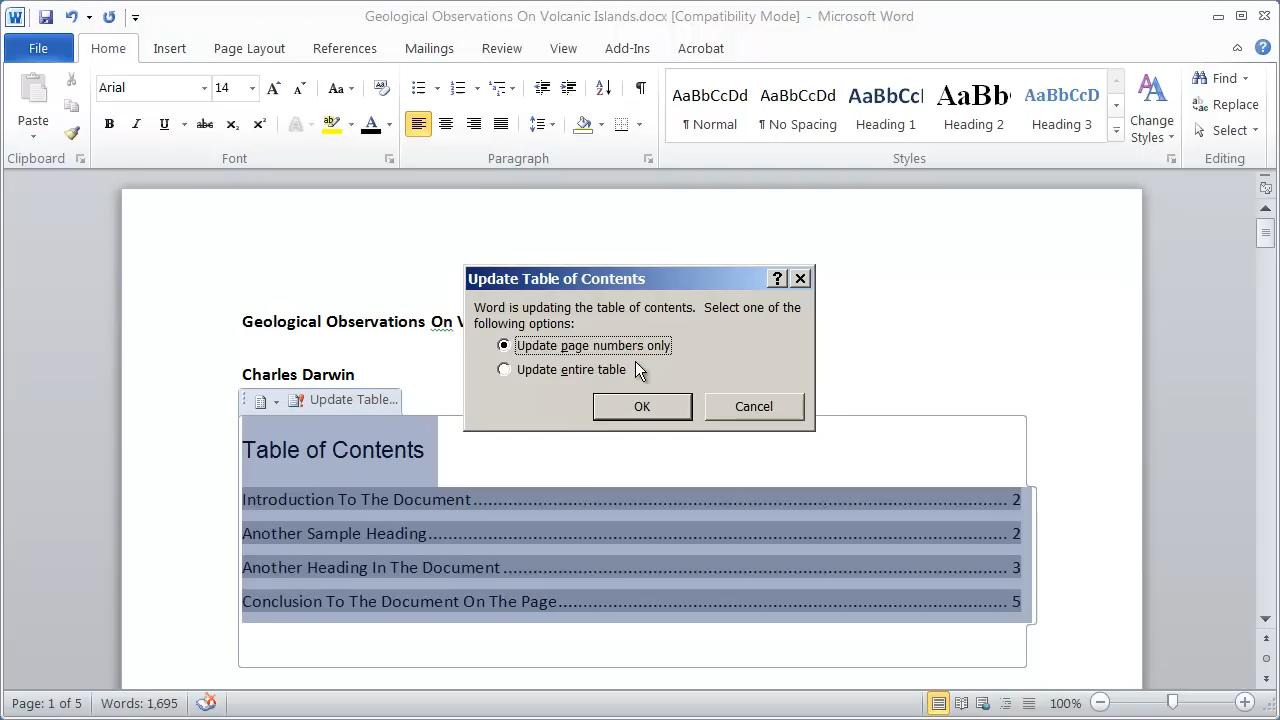 Geological Observations On Volcanic Islands.docx [Compatibility Mode] - Microsoft Word
File Home Insert Page Layout References Mailings Review View Add-Ins Acrobat
Paste
Clipboard
Arial 14
Font
Paragraph
AaBbCcDd AaBbCcDd AaBbCcI AaBb( AaBbCcD
¶ Normal ¶ No Spacing Heading 1 Heading 2 Heading 3
Change Styles
Styles
Find
Replace
Select
Editing
Geological Observations On V
Charles Darwin
Update Table...
Table of Contents
Introduction To The Document 2
Another Sample Heading 2
Another Heading In The Document 3
Conclusion To The Document On The Page 5
Update Table of Contents
Word is updating the table of contents. Select one of the
following options:
Update page numbers only
Update entire table
OK Cancel
Page: 1 of 5 Words: 1,695 100%